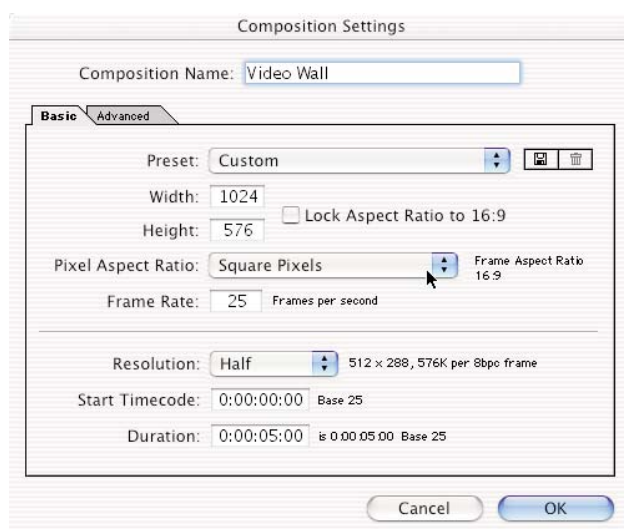 Composition Settings
Composition Name: Video Wall
Basic Advanced
Preset: Custom
Width: 1024
Lock Aspect Ratio to 16:9
Height: 576
Pixel Aspect Ratio: Square Pixels
Frame Aspect Ratio
16:9
Frame Rate: 25 Frames per second
Resolution: Half 512 x 288, 576K per 8bpc frame
Start Timecode: 0:00:00:00 Base 25
Duration: 0:00:05:00 is 0:00:05:00 Base 25
Cancel OK